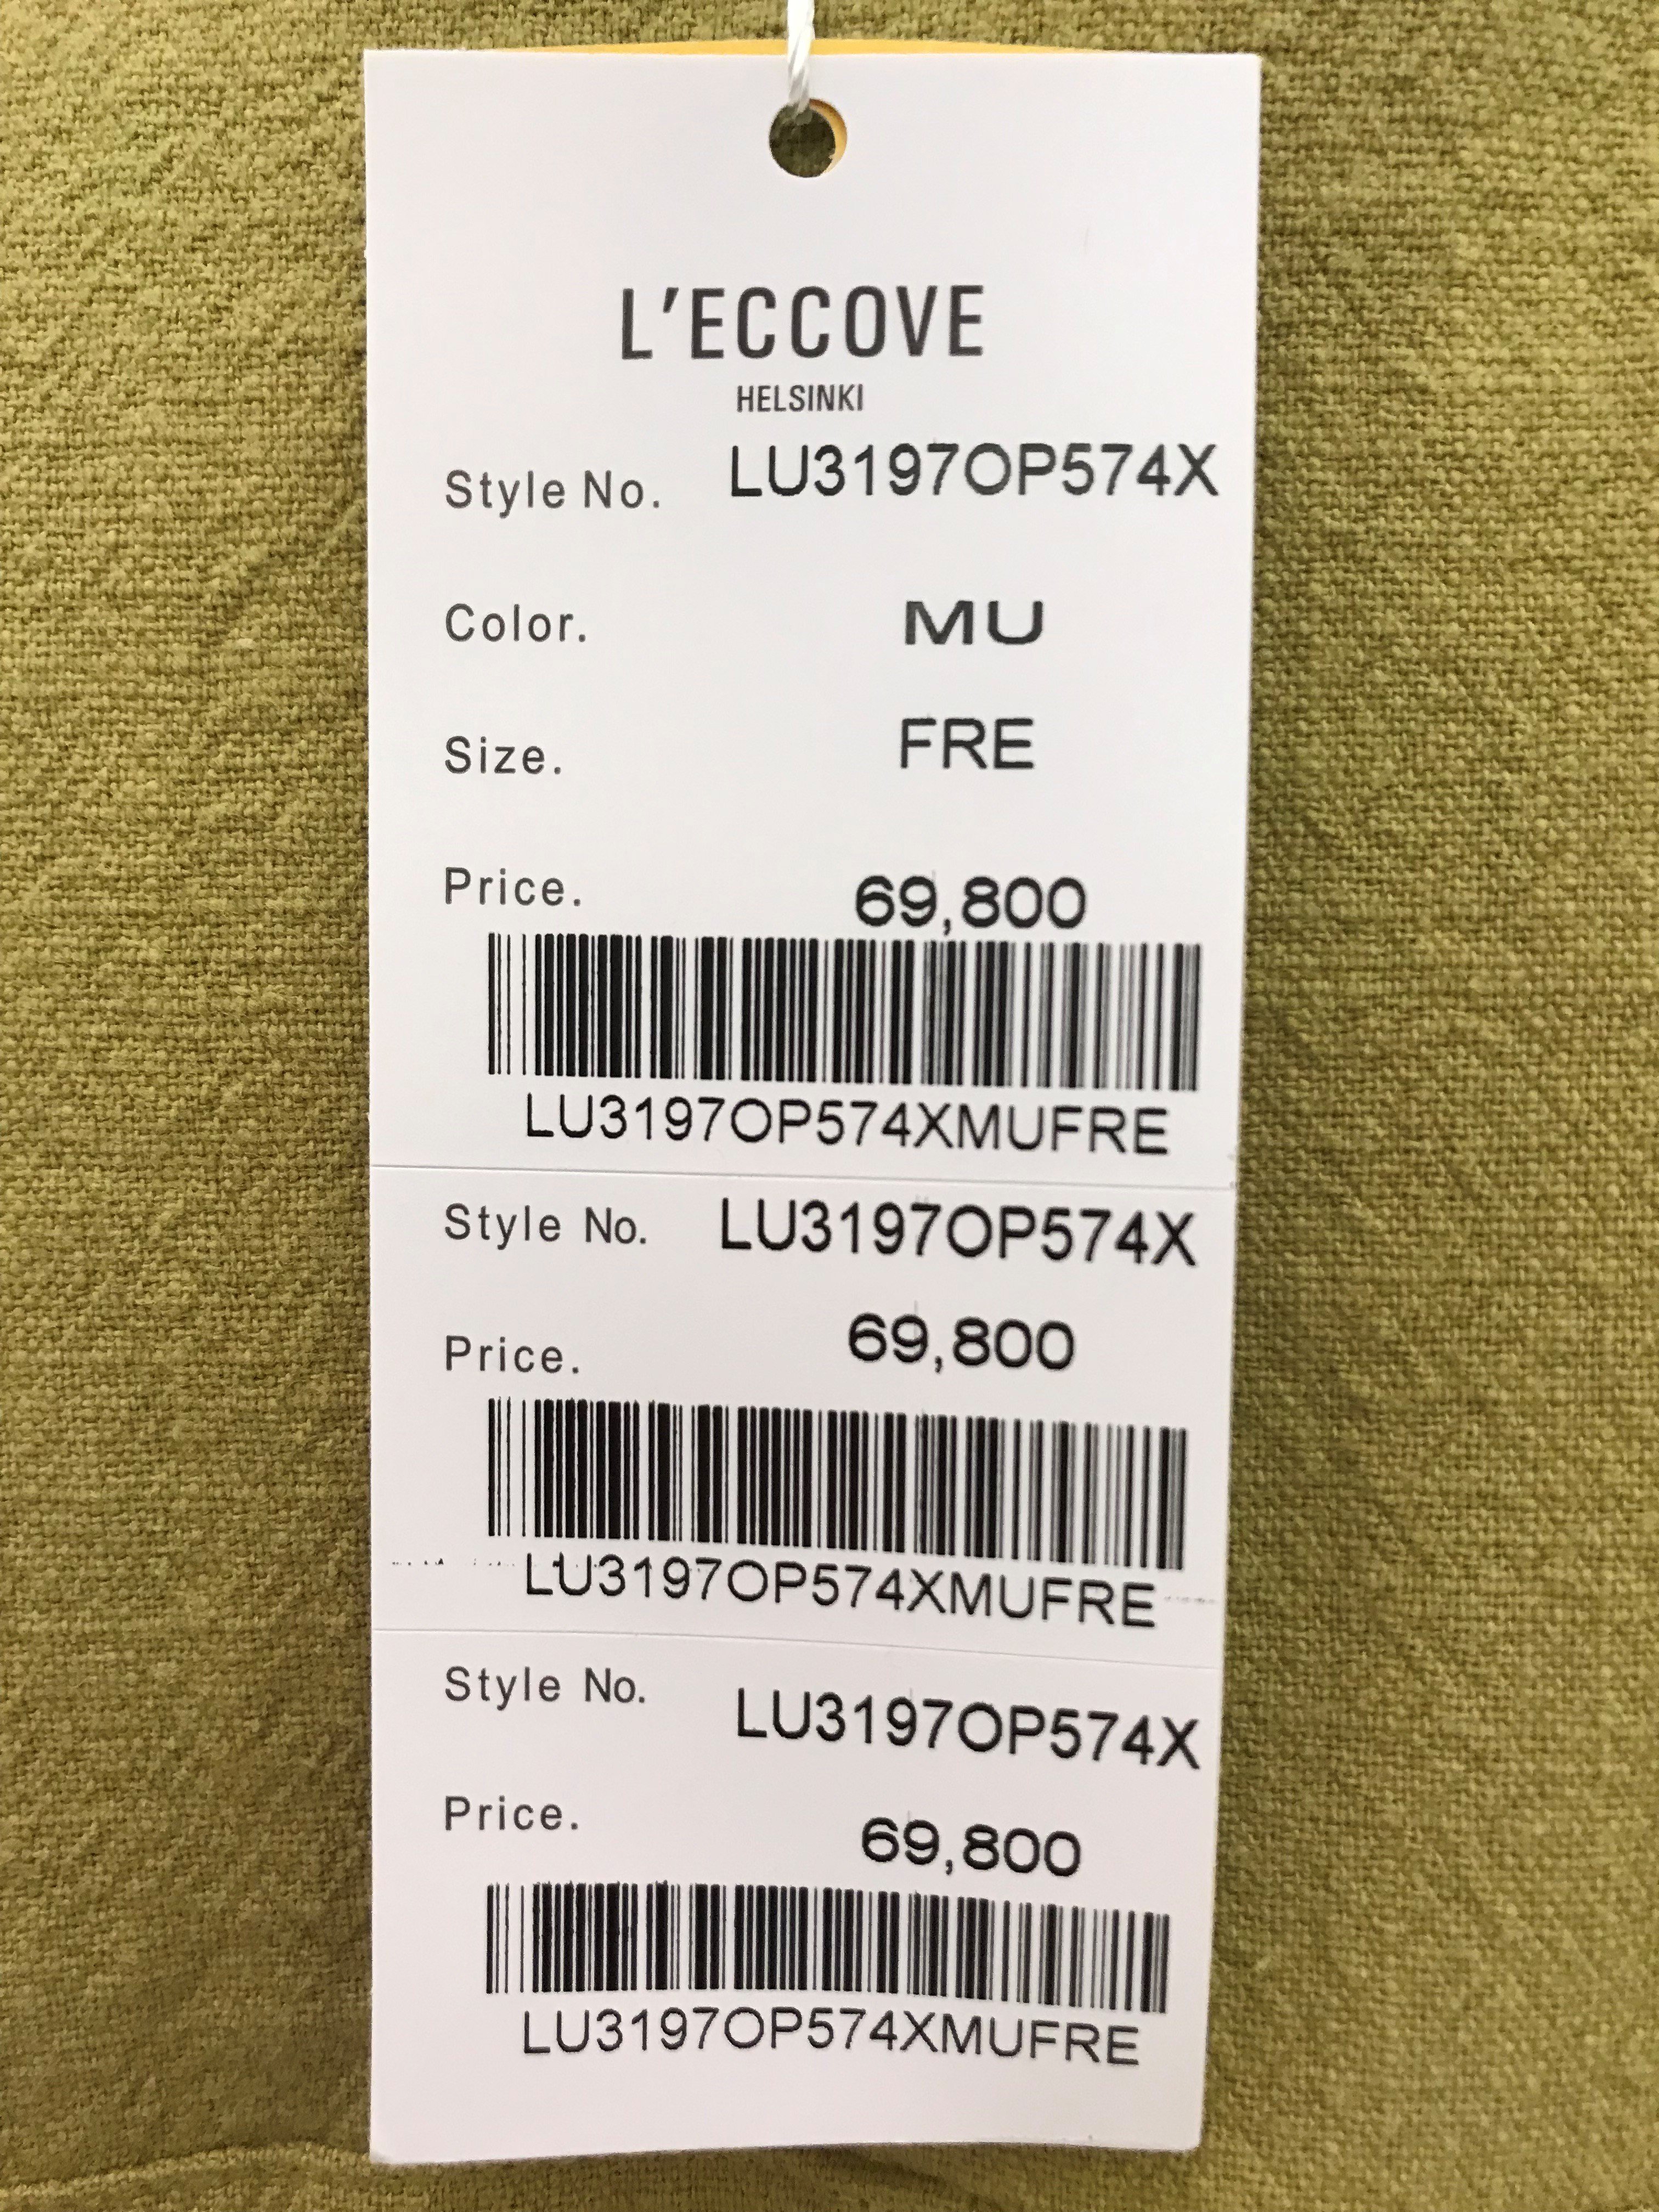 L'ECCOVE
HELSINKI
Style No. LU3197OP574X
Color. MU
Size. FRE
Price. 69,800
LU3197OP574XMUFRE
Style No. LU3197OP574X
Price. 69,800
LU3197OP574XMUFRE
Style No. LU3197OP574X
Price. 69,800
LU3197OP574XMUFRE